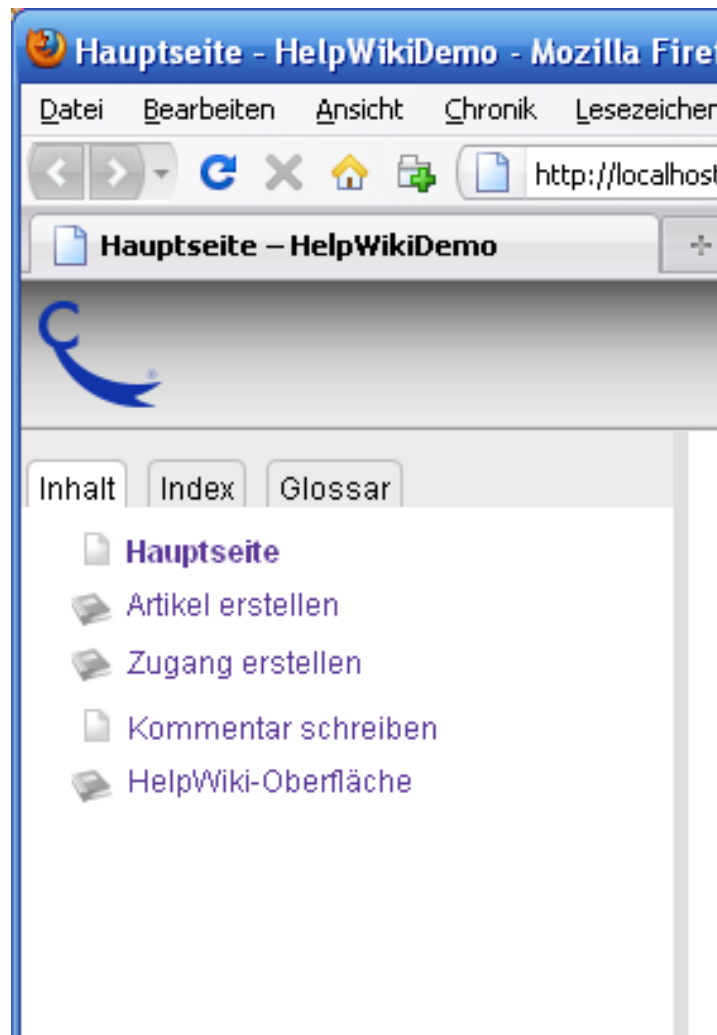 Hauptseite - HelpWikiDemo - Mozilla Fire
Datei Bearbeiten Ansicht Chronik Lesezeichen
http://localhost
Hauptseite – HelpWikiDemo
Inhalt Index Glossar
Hauptseite
Artikel erstellen
Zugang erstellen
Kommentar schreiben
HelpWiki-Oberfläche